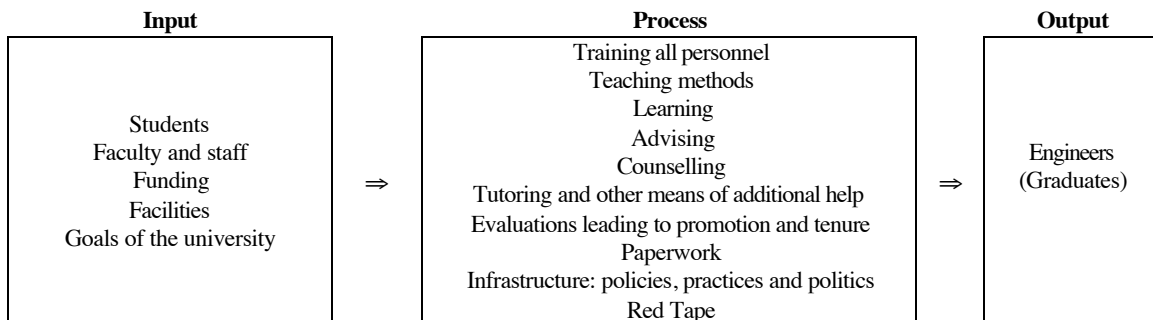 Input
Process
Output
Students
Faculty and staff
Funding
Facilities
Goals of the university
⇒
Training all personnel
Teaching methods
Learning
Advising
Counselling
Tutoring and other means of additional help
Evaluations leading to promotion and tenure
Paperwork
Infrastructure: policies, practices and politics
Red Tape
⇒
Engineers
(Graduates)